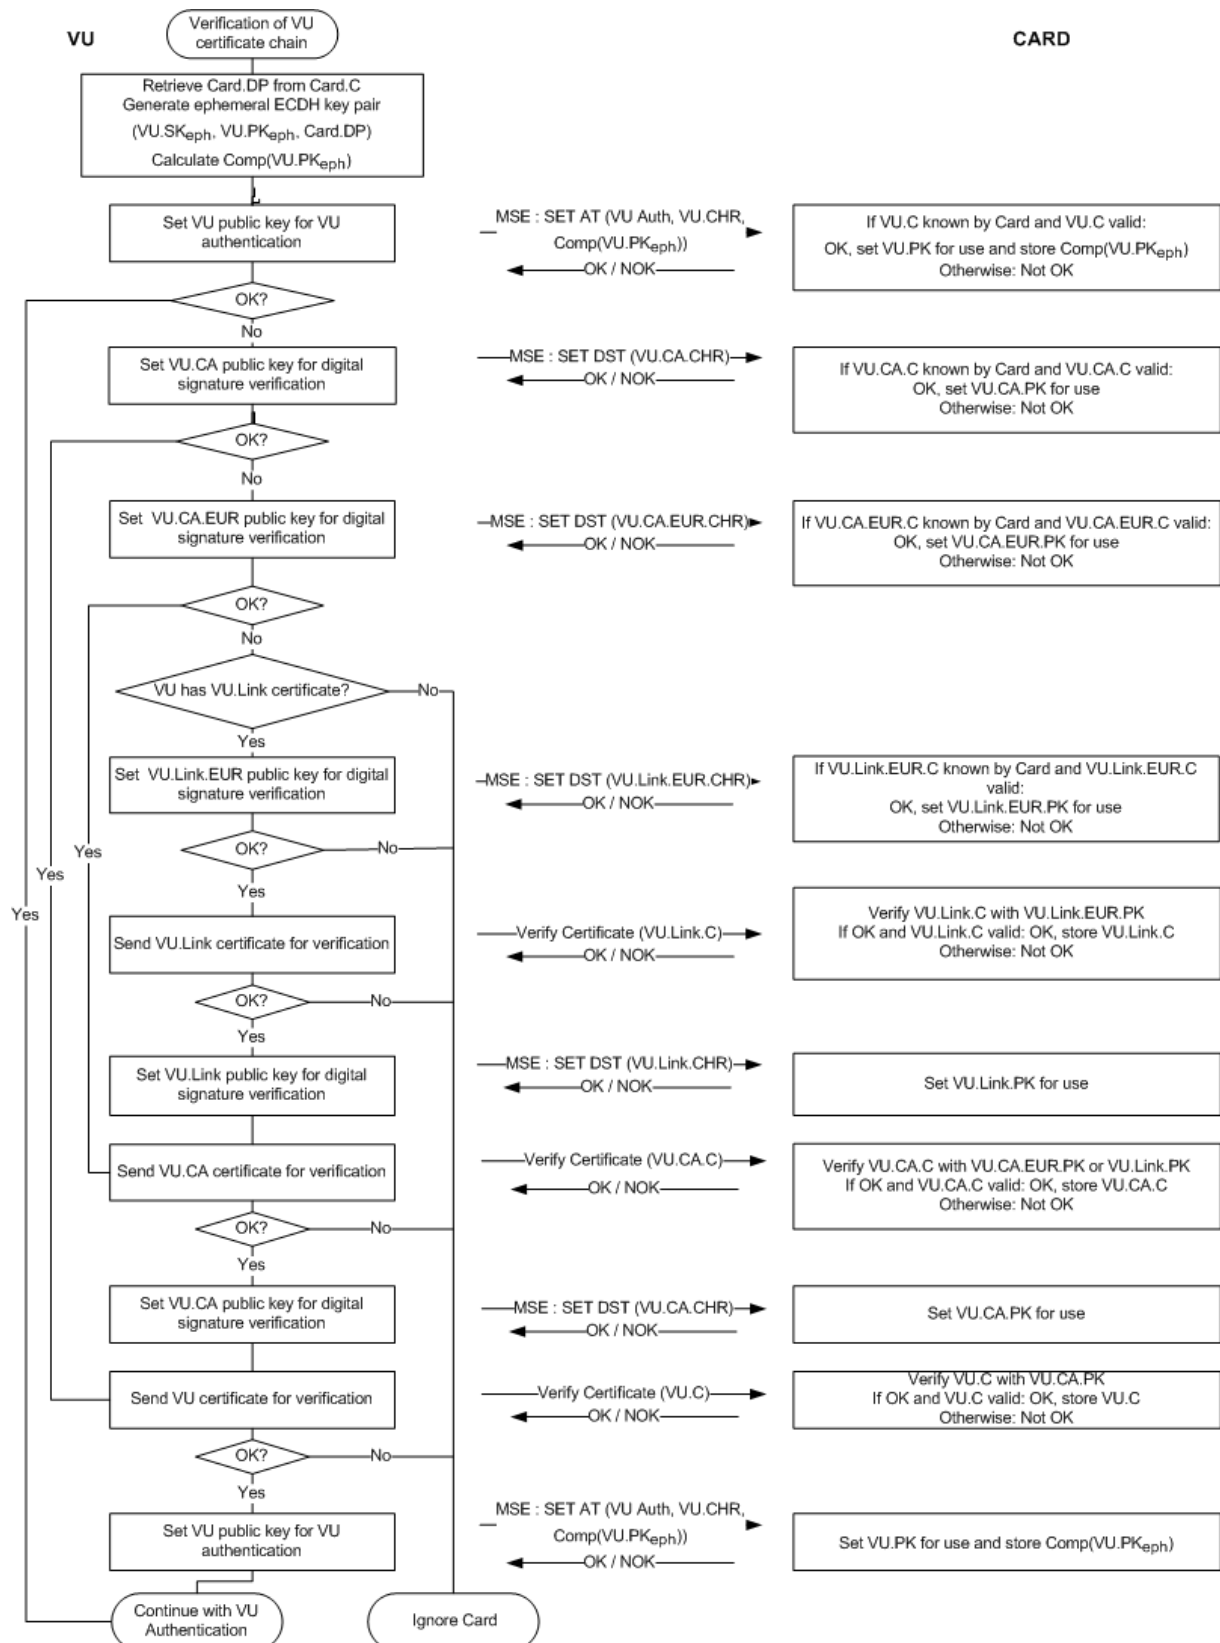 VU
Verification of VU
certificate chain
CARD
Retrieve Card.DP from Card.C
Generate ephemeral ECDH key pair
(VU.SKeph, VU.PKeph, Card.DP)
Calculate Comp(VU.PKeph)
Set VU public key for VU
authentication
MSE : SET AT (VU Auth, VU.CHR,
Comp(VU.PKeph))
OK / NOK
If VU.C known by Card and VU.C valid:
OK, set VU.PK for use and store Comp(VU.PKeph)
Otherwise: Not OK
OK?
No
Set VU.CA public key for digital
signature verification
MSE : SET DST (VU.CA.CHR)
OK / NOK
If VU.CA.C known by Card and VU.CA.C valid:
OK, set VU.CA.PK for use
Otherwise: Not OK
OK?
No
Set VU.CA.EUR public key for digital
signature verification
MSE : SET DST (VU.CA.EUR.CHR)
OK / NOK
If VU.CA.EUR.C known by Card and VU.CA.EUR.C valid:
OK, set VU.CA.EUR.PK for use
Otherwise: Not OK
OK?
No
VU has VU.Link certificate?
No
Yes
Set VU.Link.EUR public key for digital
signature verification
MSE : SET DST (VU.Link.EUR.CHR)
OK / NOK
If VU.Link.EUR.C known by Card and VU.Link.EUR.C
valid:
OK, set VU.Link.EUR.PK for use
Otherwise: Not OK
OK?
No
Yes
Yes
Yes
Yes
Send VU.Link certificate for verification
Verify Certificate (VU.Link.C)
OK / NOK
Verify VU.Link.C with VU.Link.EUR.PK
If OK and VU.Link.C valid: OK, store VU.Link.C
Otherwise: Not OK
OK?
No
Yes
Set VU.Link public key for digital
signature verification
MSE : SET DST (VU.Link.CHR)
OK / NOK
Set VU.Link.PK for use
Send VU.CA certificate for verification
Verify Certificate (VU.CA.C)
OK / NOK
Verify VU.CA.C with VU.CA.EUR.PK or VU.Link.PK
If OK and VU.CA.C valid: OK, store VU.CA.C
Otherwise: Not OK
OK?
No
Yes
Set VU.CA public key for digital
signature verification
MSE : SET DST (VU.CA.CHR)
OK / NOK
Set VU.CA.PK for use
Send VU certificate for verification
Verify Certificate (VU.C)
OK / NOK
Verify VU.C with VU.CA.PK
If OK and VU.C valid: OK, store VU.C
Otherwise: Not OK
OK?
No
Yes
Set VU public key for VU
authentication
MSE : SET AT (VU Auth, VU.CHR,
Comp(VU.PKeph))
OK / NOK
Set VU.PK for use and store Comp(VU.PKeph)
Continue with VU
Authentication
Ignore Card